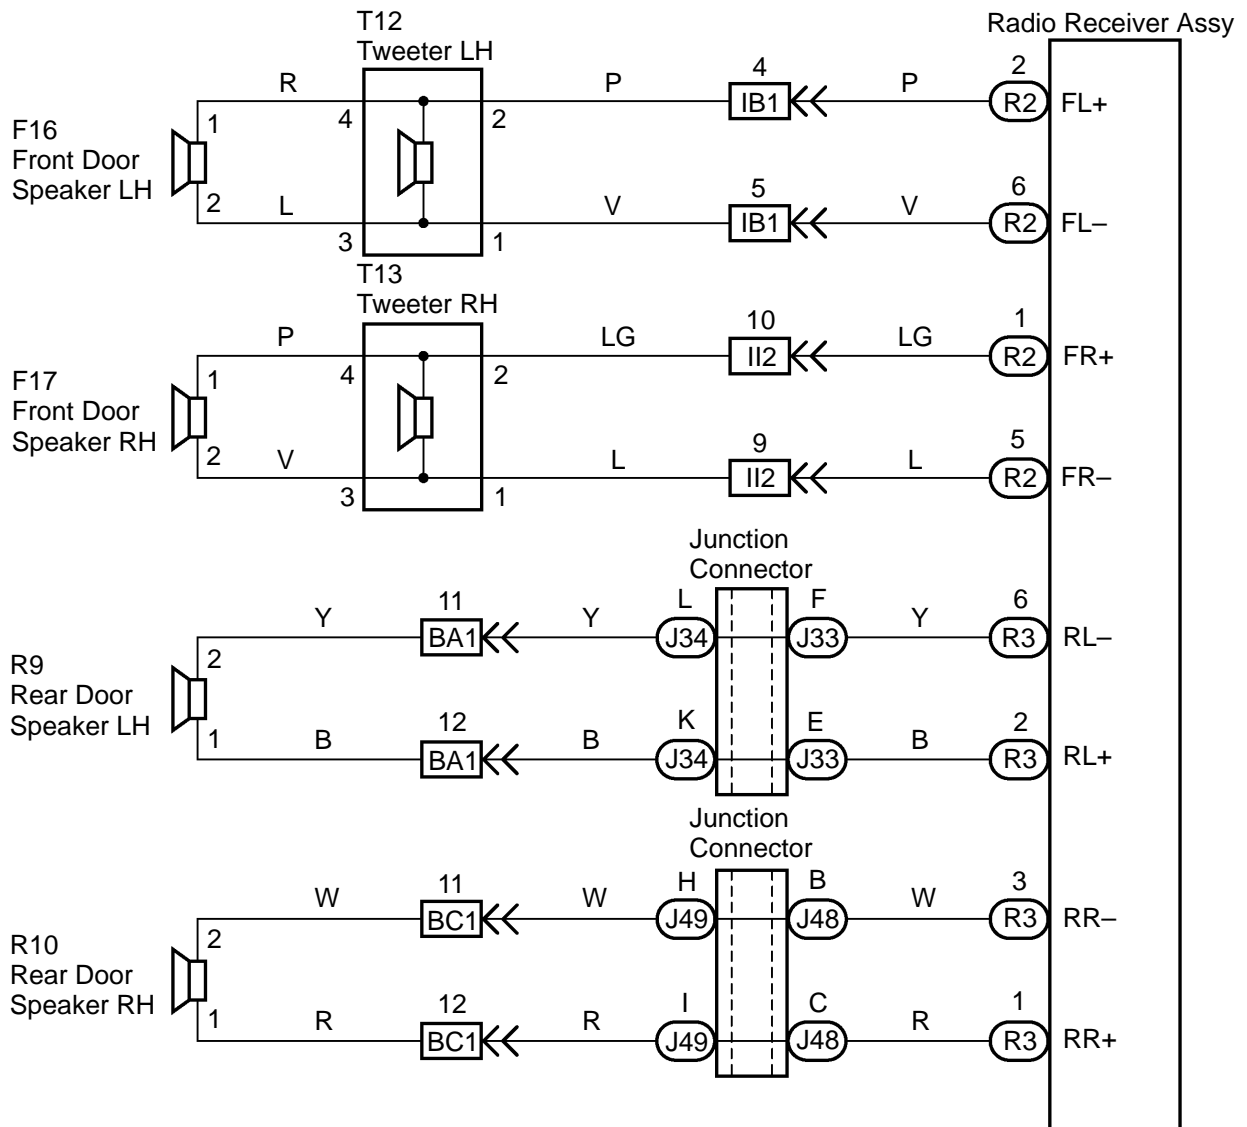 T12
Tweeter LH
Radio Receiver Assy
R P 4 P 2
F16
Front Door
Speaker LH
1 4 2 IB1 R2 FL+
2 L V 5 V 6
3 1 IB1 R2 FL–
T13
Tweeter RH
P LG 10 LG 1
F17
Front Door
Speaker RH
1 4 2 II2 R2 FR+
2 V L 9 L 5
3 1 II2 R2 FR–
Junction
Connector
Y 11 Y L F Y 6
R9
Rear Door
Speaker LH
2 BA1 J34 J33 R3 RL–
1 B 12 B K E B 2
BA1 J34 J33 R3 RL+
Junction
Connector
W 11 W H B W 3
R10
Rear Door
Speaker RH
2 BC1 J49 J48 R3 RR–
1 R 12 R I C R 1
BC1 J49 J48 R3 RR+